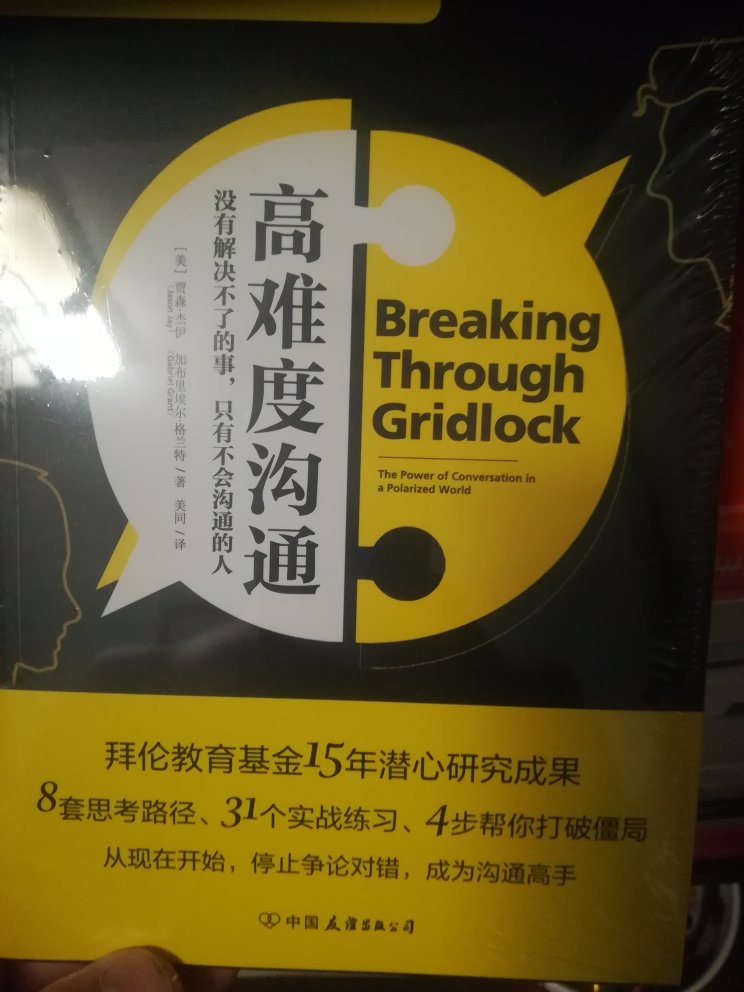 高难度沟通
没有解决不了的事，只有不会沟通的人
［美］贾森·杰伊 加布里埃尔·格兰特／著 美同／译
（Jason Jay） （Gabriel Grant）
Breaking
Through
Gridlock
The Power of Conversation in
a Polarized World
拜伦教育基金15年潜心研究成果
8套思考路径、31个实战练习、4步帮你打破僵局
从现在开始，停止争论对错，成为沟通高手
中国友谊出版公司